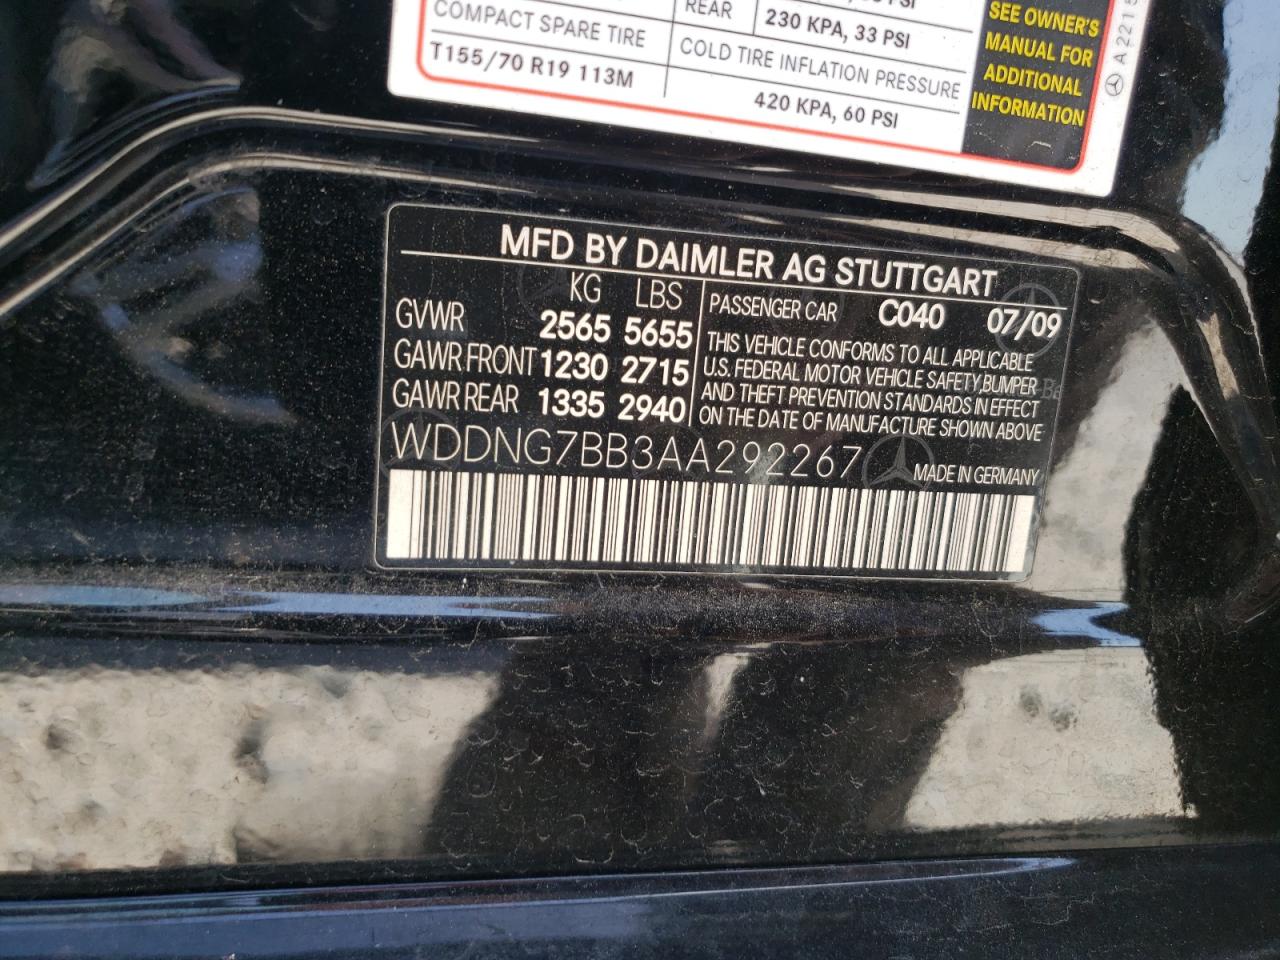 PSI
COMPACT SPARE TIRE
T155/70 R19 113M
REAR
230 KPA, 33 PSI
COLD TIRE INFLATION PRESSURE
420 KPA, 60 PSI
SEE OWNER'S
MANUAL FOR
ADDITIONAL
INFORMATION
A 221 5
MFD BY DAIMLER AG STUTTGART
KG LBS
GVWR 2565 5655
GAWR FRONT 1230 2715
GAWR REAR 1335 2940
PASSENGER CAR C040 07/09
THIS VEHICLE CONFORMS TO ALL APPLICABLE
U.S. FEDERAL MOTOR VEHICLE SAFETY,BUMPER
AND THEFT PREVENTION STANDARDS IN EFFECT
ON THE DATE OF MANUFACTURE SHOWN ABOVE
WDDNG7BB3AA292267
MADE IN GERMANY